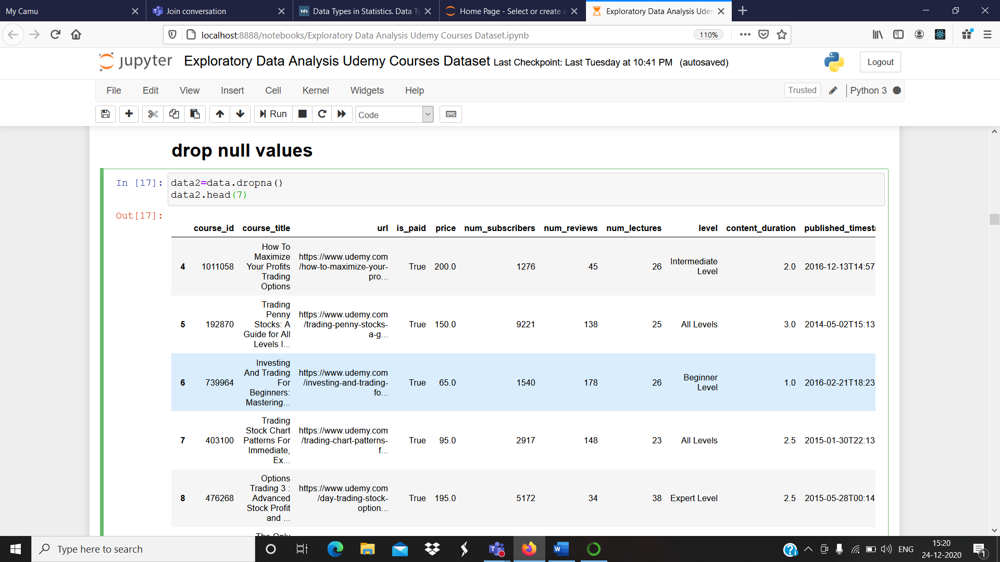 My Camu
Join conversation
tds Data Types in Statistics. Data Ty
Home Page - Select or create a
Exploratory Data Analysis Uden
localhost:8888/notebooks/Exploratory Data Analysis Udemy Courses Dataset.ipynb
110%
jupyter Exploratory Data Analysis Udemy Courses Dataset Last Checkpoint: Last Tuesday at 10:41 PM (autosaved)
Logout
File Edit View Insert Cell Kernel Widgets Help
Trusted
Python 3
Run
Code
drop null values
In [17]: data2=data.dropna()
data2.head(7)
Out[17]:
course_id course_title url is_paid price num_subscribers num_reviews num_lectures level content_duration published_timesta
4 1011058 How To
Maximize
Your Profits
Trading
Options
https://www.udemy.com
/how-to-maximize-your-
pro...
True 200.0 1276 45 26
Intermediate
Level
2.0 2016-12-13T14:57
5 192870 Trading
Penny
Stocks: A
Guide for All
Levels I...
https://www.udemy.com
/trading-penny-stocks-
a-g...
True 150.0 9221 138 25 All Levels 3.0 2014-05-02T15:13
6 739964 Investing
And Trading
For
Beginners:
Mastering...
https://www.udemy.com
/investing-and-trading-
fo...
True 65.0 1540 178 26
Beginner
Level
1.0 2016-02-21T18:23
7 403100 Trading
Stock Chart
Patterns For
Immediate,
Ex...
https://www.udemy.com
/trading-chart-patterns-
f...
True 95.0 2917 148 23 All Levels 2.5 2015-01-30T22:13
8 476268 Options
Trading 3 :
Advanced
Stock Profit
and ...
https://www.udemy.com
/day-trading-stock-
option...
True 195.0 5172 34 38 Expert Level 2.5 2015-05-28T00:14
The Only
Type here to search
ENG
15:20
24-12-2020
1